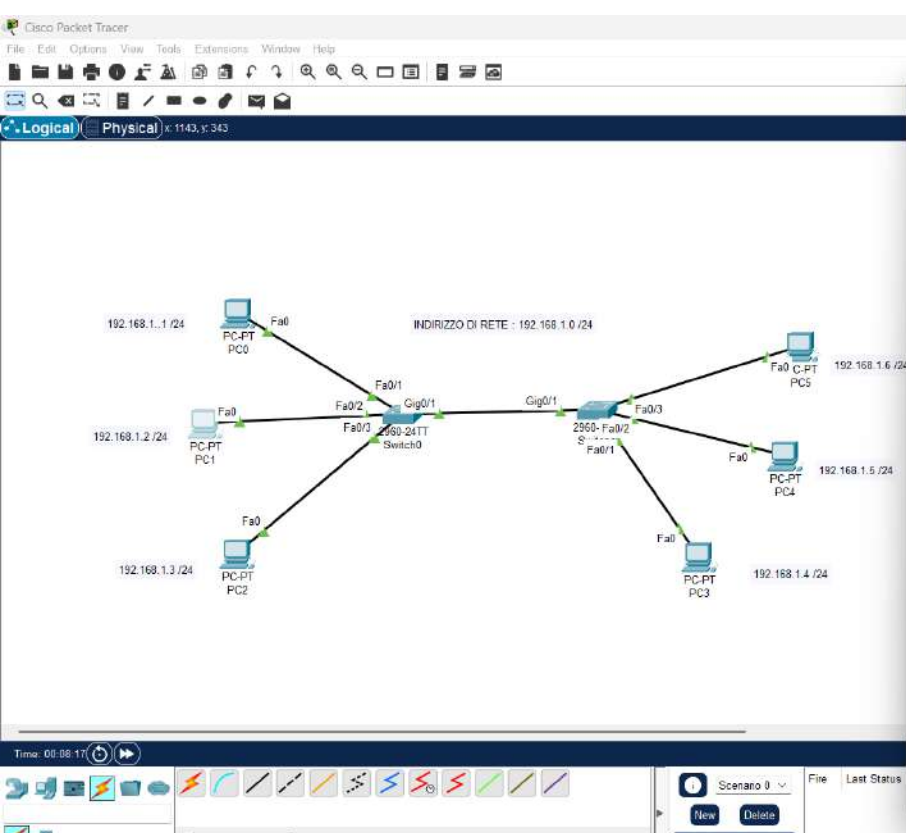 Cisco Packet Tracer
File Edit Options View Tools Extensions Window Help
Logical Physical x: 1143, y: 343
192.168.1..1 /24
Fa0
PC-PT
PC0
INDIRIZZO DI RETE : 192.168.1.0 /24
Fa0
C-PT
PC5
192.168.1.6 /24
Fa0/1
Fa0/2
Gig0/1
Gig0/1
Fa0/3
Fa0
192.168.1.2 /24
PC-PT
PC1
Fa0/3
2960-24TT
Switch0
2960- Fa0/2
Fa0/1
Fa0
192.168.1.5 /24
PC-PT
PC4
Fa0
192.168.1.3 /24
PC-PT
PC2
Fa0
PC-PT
PC3
192.168.1.4 /24
Time: 00:08:17
Scenario 0
Fire Last Status
New Delete